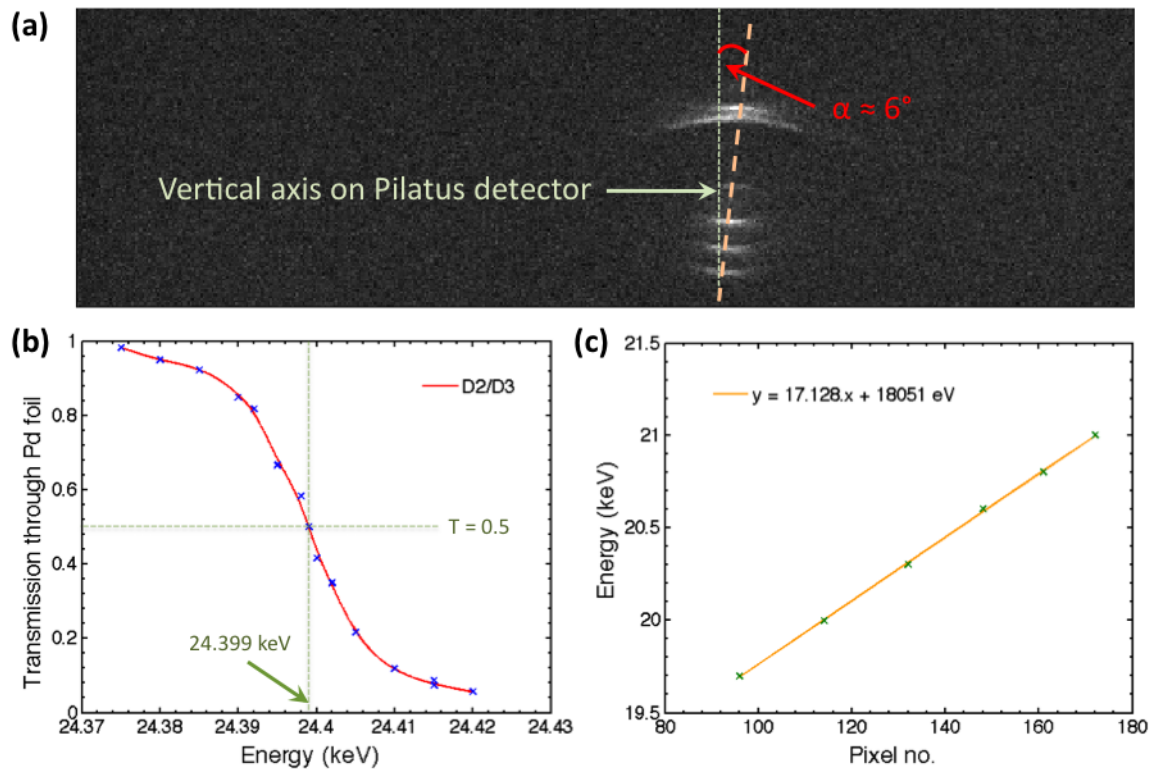 (a)
α ≈ 6°
Vertical axis on Pilatus detector
(b)
Transmission through Pd foil
1
0.8
0.6
0.4
0.2
0
D2/D3
T = 0.5
24.399 keV
24.37
24.38
24.39
24.4
24.41
24.42
24.43
Energy (keV)
(c)
Energy (keV)
21.5
21
20.5
20
19.5
y = 17.128.x + 18051 eV
80
100
120
140
160
180
Pixel no.